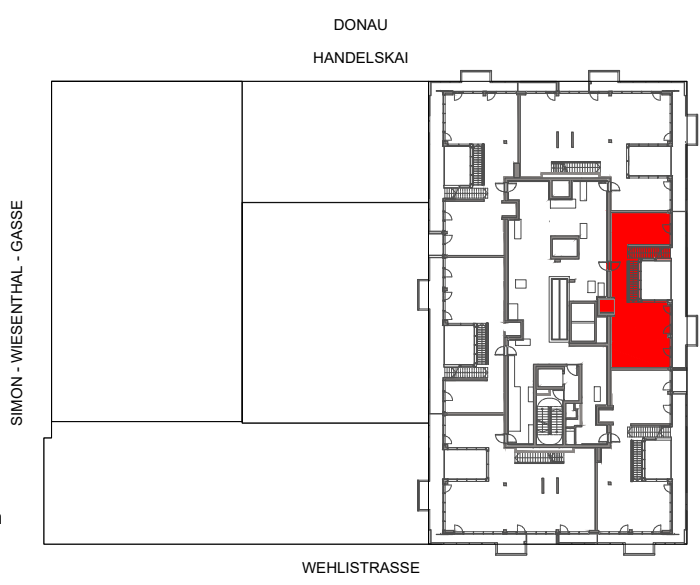 DONAU
HANDELSKAI
SIMON - WIESENTHAL - GASSE
WEHLISTRASSE